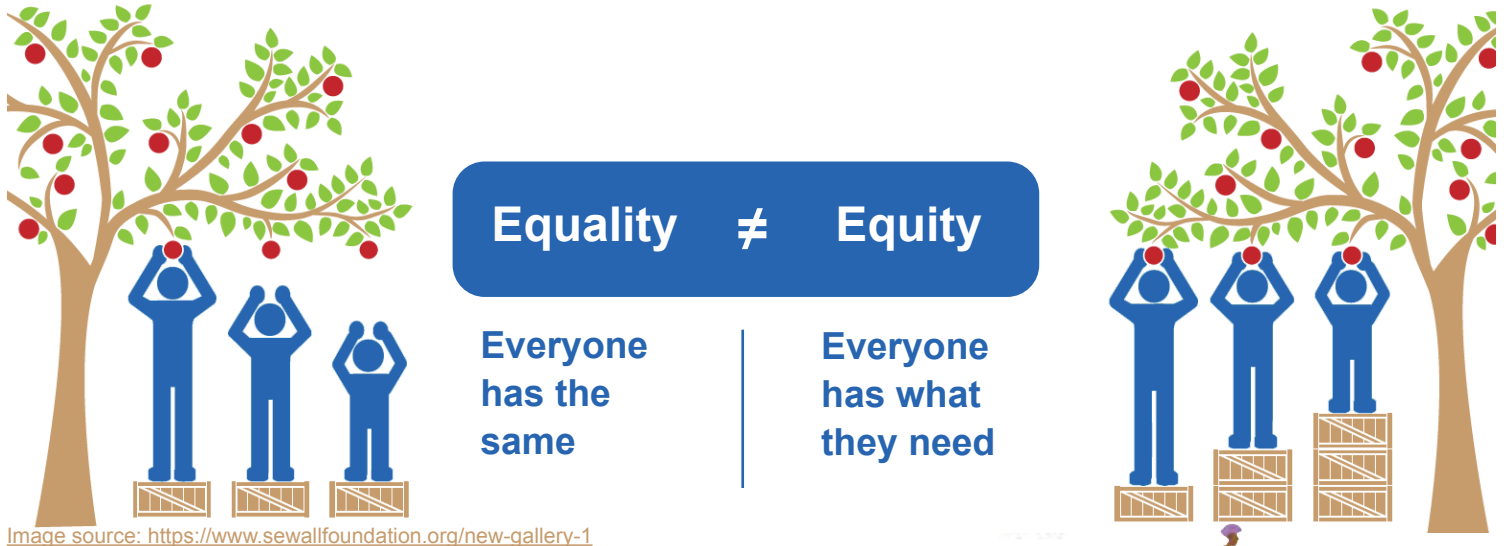 Equality ≠ Equity
Everyone
has the
same
Everyone
has what
they need
Image source: https://www.sewallfoundation.org/new-gallery-1